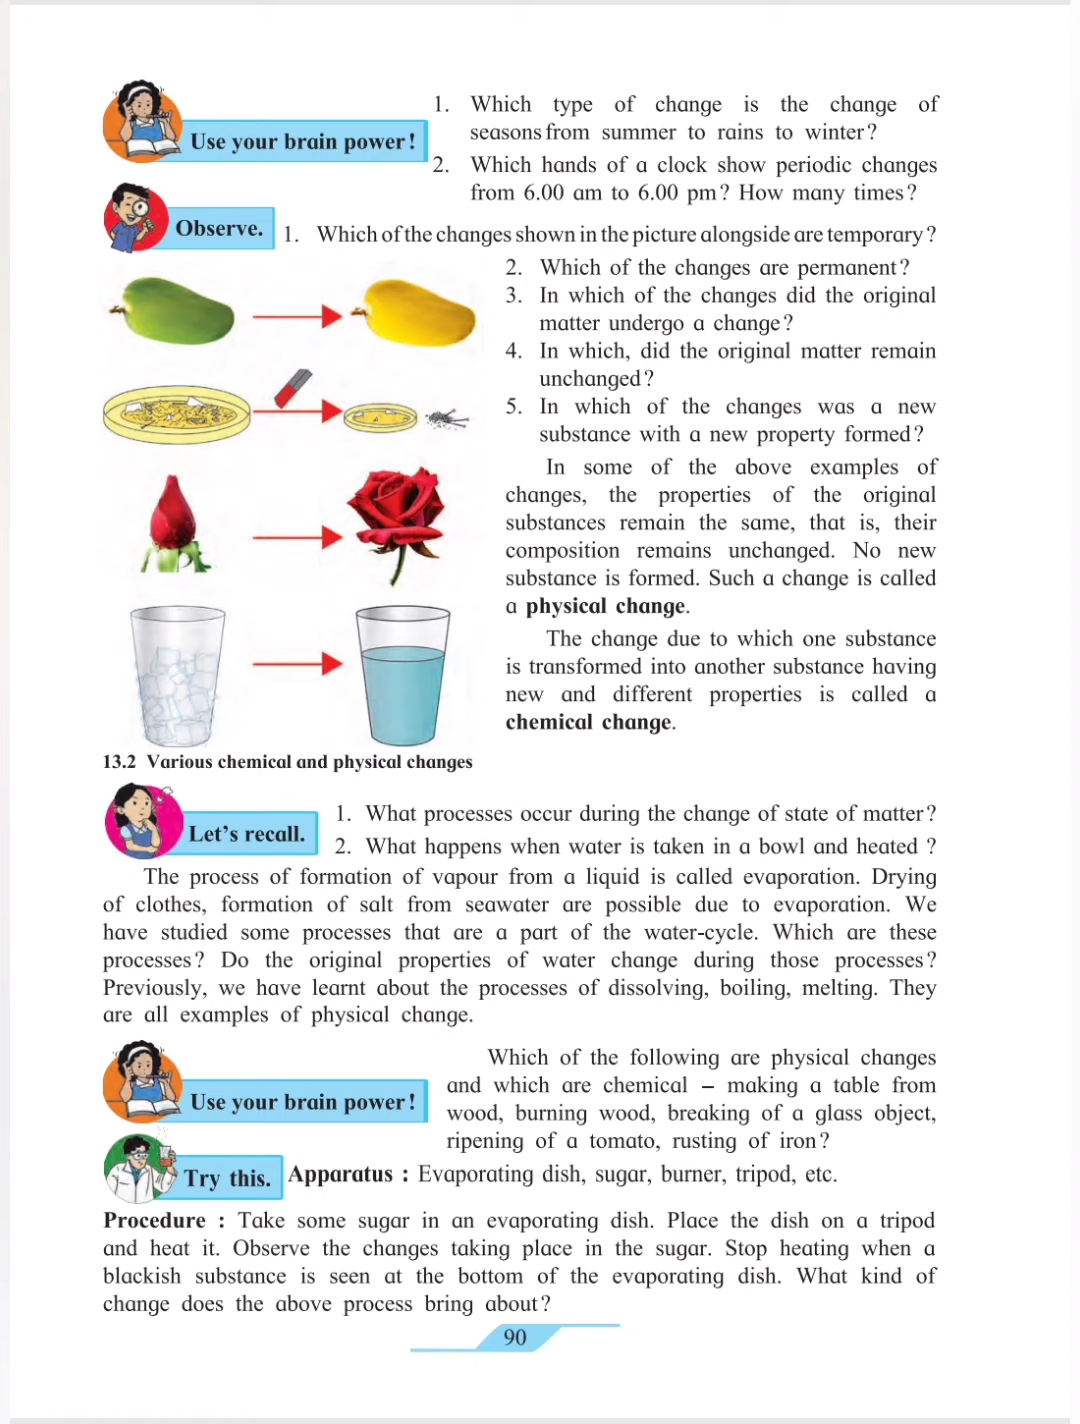 1. Which type of change is the change of
seasons from summer to rains to winter?
Use your brain power!
2. Which hands of a clock show periodic changes
from 6.00 am to 6.00 pm? How many times?
Observe. 1. Which of the changes shown in the picture alongside are temporary?
2. Which of the changes are permanent?
3. In which of the changes did the original
matter undergo a change?
4. In which, did the original matter remain
unchanged?
5. In which of the changes was a new
substance with a new property formed?
In some of the above examples of
changes, the properties of the original
substances remain the same, that is, their
composition remains unchanged. No new
substance is formed. Such a change is called
a physical change.
The change due to which one substance
is transformed into another substance having
new and different properties is called a
chemical change.
13.2 Various chemical and physical changes
Let's recall.
1. What processes occur during the change of state of matter?
2. What happens when water is taken in a bowl and heated ?
The process of formation of vapour from a liquid is called evaporation. Drying
of clothes, formation of salt from seawater are possible due to evaporation. We
have studied some processes that are a part of the water-cycle. Which are these
processes? Do the original properties of water change during those processes?
Previously, we have learnt about the processes of dissolving, boiling, melting. They
are all examples of physical change.
Use your brain power!
Which of the following are physical changes
and which are chemical – making a table from
wood, burning wood, breaking of a glass object,
ripening of a tomato, rusting of iron?
Try this. Apparatus : Evaporating dish, sugar, burner, tripod, etc.
Procedure : Take some sugar in an evaporating dish. Place the dish on a tripod
and heat it. Observe the changes taking place in the sugar. Stop heating when a
blackish substance is seen at the bottom of the evaporating dish. What kind of
change does the above process bring about?
90